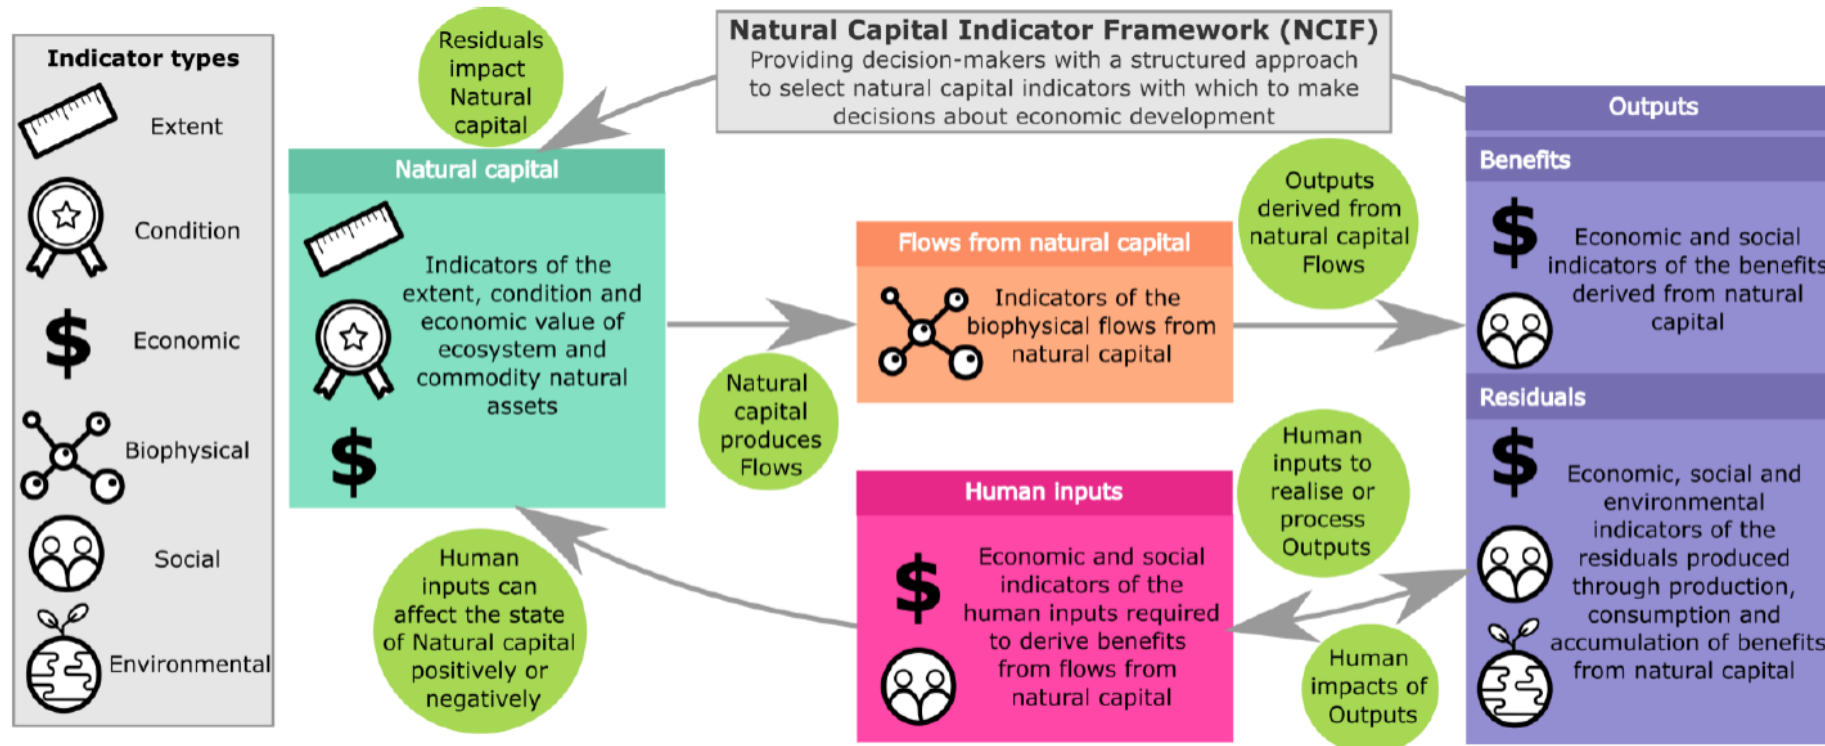 Indicator types
Extent
Condition
Economic
Biophysical
Social
Environmental
Residuals
impact
Natural
capital
Natural Capital Indicator Framework (NCIF)
Providing decision-makers with a structured approach
to select natural capital indicators with which to make
decisions about economic development
Natural capital
Indicators of the
extent, condition and
economic value of
ecosystem and
commodity natural
assets
Natural
capital
produces
Flows
Flows from natural capital
Indicators of the
biophysical flows from
natural capital
Outputs
derived from
natural capital
Flows
Human
inputs can
affect the state
of Natural capital
positively or
negatively
Human inputs
Economic and social
indicators of the
human inputs required
to derive benefits
from flows from
natural capital
Human
inputs to
realise or
process
Outputs
Human
impacts of
Outputs
Outputs
Benefits
Economic and social
indicators of the benefits
derived from natural
capital
Residuals
Economic, social and
environmental
indicators of the
residuals produced
through production,
consumption and
accumulation of benefits
from natural capital